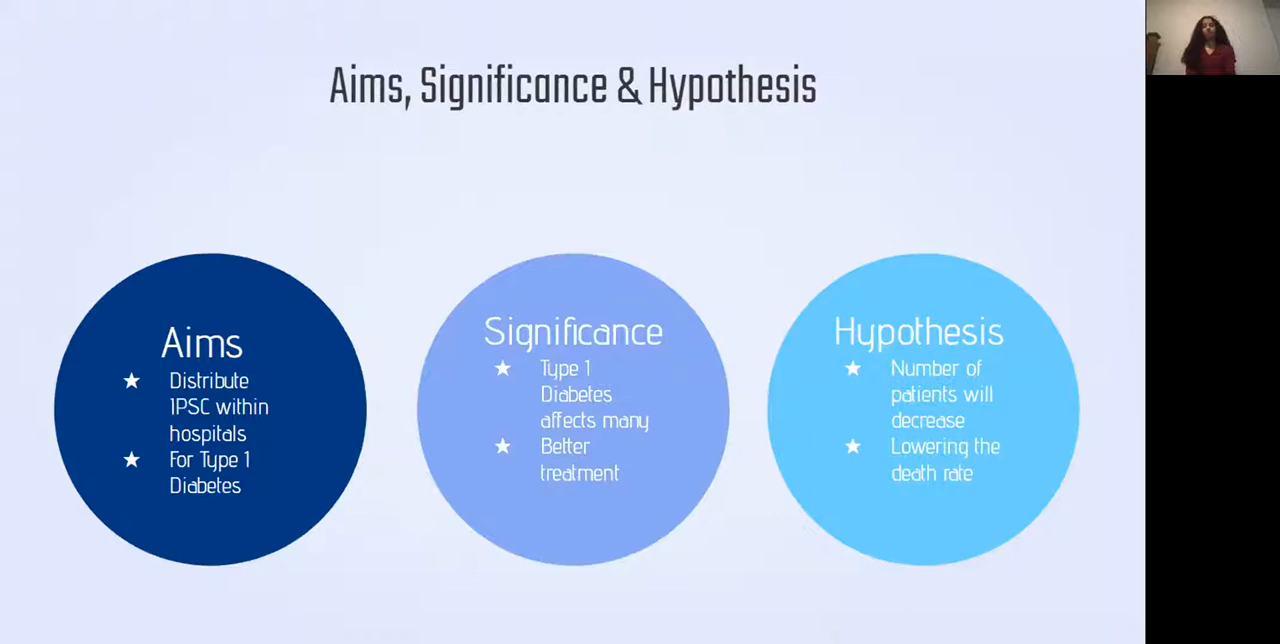 Aims, Significance & Hypothesis
Aims
★ Distribute
1PSC within
hospitals
★ For Type 1
Diabetes
Significance
★ Type 1
Diabetes
affects many
★ Better
treatment
Hypothesis
★ Number of
patients will
decrease
★ Lowering the
death rate